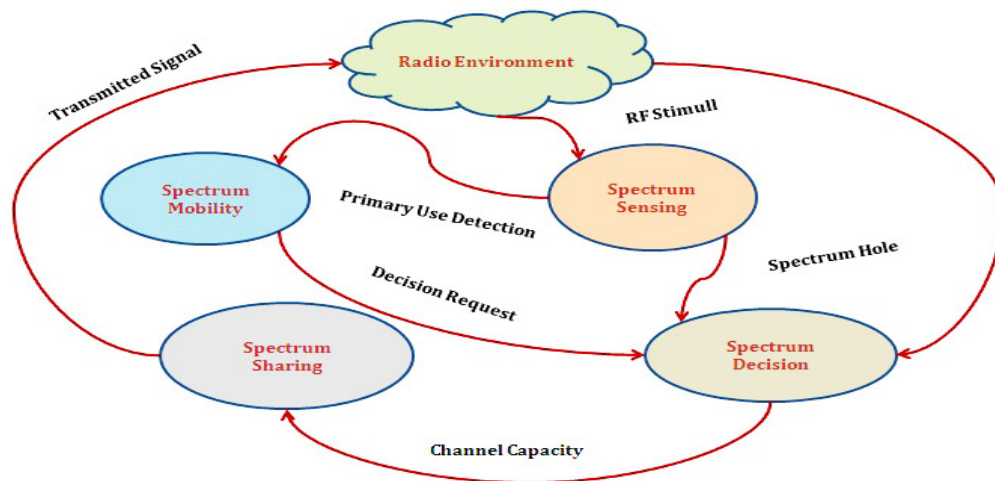 Transmitted Signal
Radio Environment
RF Stimull
Spectrum
Mobility
Spectrum
Sensing
Primary Use Detection
Spectrum Hole
Decision Request
Spectrum
Sharing
Spectrum
Decision
Channel Capacity